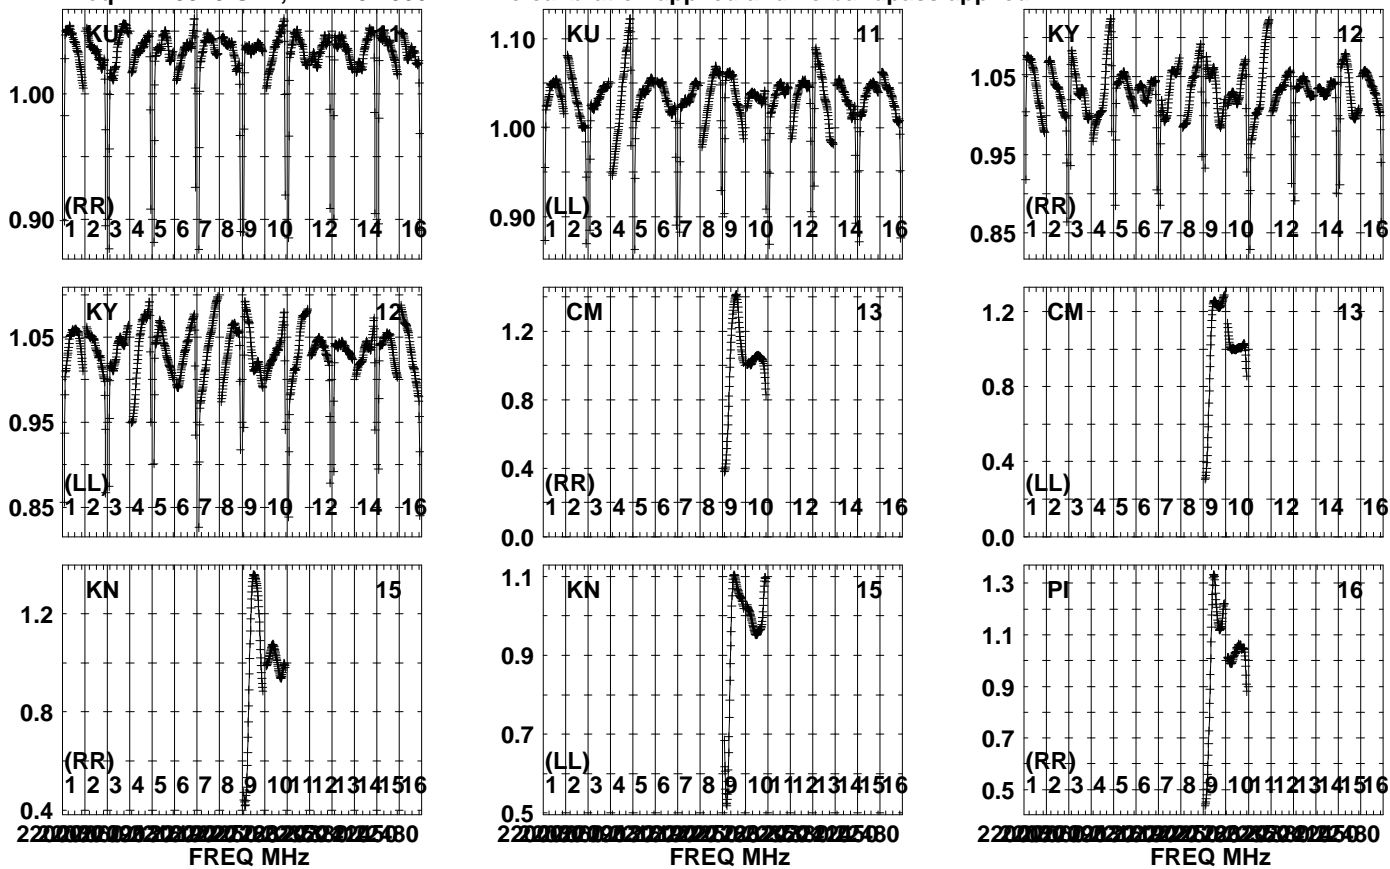 KU 11
1.00
0.90
(RR)
1 2 3 4 5 6 7 8 9 10 12 14 16
KU 11
1.10
1.00
0.90
(LL)
1 2 3 4 5 6 7 8 9 10 12 14 16
KY 12
1.05
0.95
0.85
(RR)
1 2 3 4 5 6 7 8 9 10 12 14 16
KY 12
1.05
0.95
0.85
(LL)
1 2 3 4 5 6 7 8 9 10 12 14 16
CM 13
1.2
0.8
0.4
0.0
(RR)
1 2 3 4 5 6 7 8 9 10 12 14 16
CM 13
1.2
0.8
0.4
0.0
(LL)
1 2 3 4 5 6 7 8 9 10 12 14 16
KN 15
1.2
0.8
0.4
(RR)
1 2 3 4 5 6 7 8 9 10 11 12 13 14 15 16
FREQ MHz
KN 15
1.1
0.9
0.7
0.5
(LL)
1 2 3 4 5 6 7 8 9 10 11 12 13 14 15 16
FREQ MHz
PI 16
1.3
1.1
0.9
0.7
0.5
(RR)
1 2 3 4 5 6 7 8 9 10 11 12 13 14 15 16
FREQ MHz